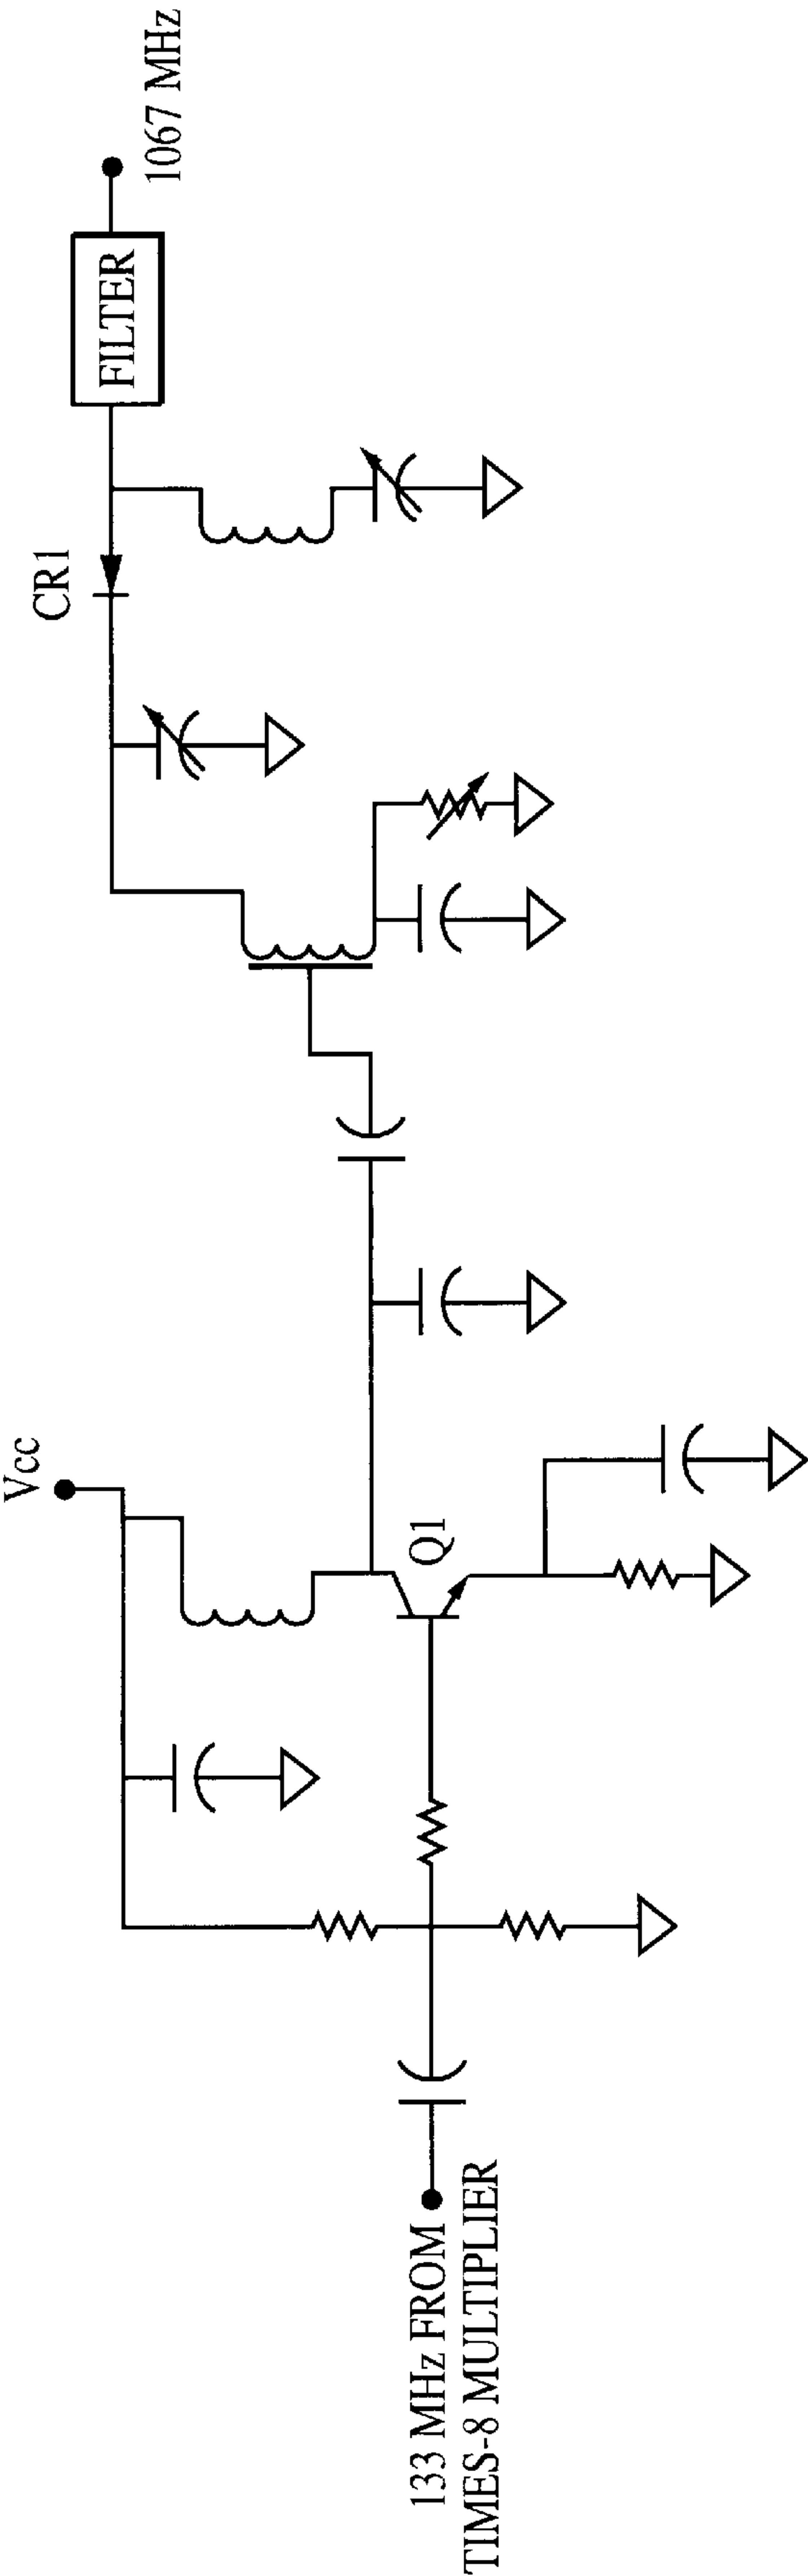 133 MHz FROM
TIMES-8 MULTIPLIER
Vcc
Q1
CR1
FILTER
1067 MHz